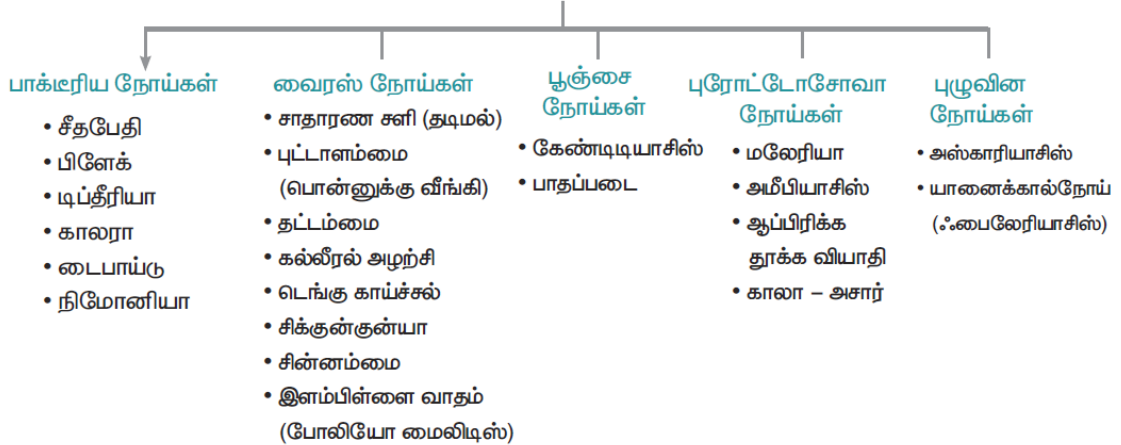 பாக்டீரிய நோய்கள்
• சீதபேதி
• பிளேக்
• டிப்தீரியா
• காலரா
• டைபாய்டு
• நிமோனியா
வைரஸ் நோய்கள்
• சாதாரண சளி (தடிமல்)
• புட்டாளம்மை
(பொன்னுக்கு வீங்கி)
• தட்டம்மை
• கல்லீரல் அழற்சி
• டெங்கு காய்ச்சல்
• சிக்குன்குன்யா
• சின்னம்மை
• இளம்பிள்ளை வாதம்
(போலியோ மைலிடிஸ்)
பூஞ்சை
நோய்கள்
• கேண்டிடியாசிஸ்
• பாதப்படை
புரோட்டோசோவா
நோய்கள்
• மலேரியா
• அமீபியாசிஸ்
• ஆப்பிரிக்க
தூக்க வியாதி
• காலா – அசார்
புழுவின
நோய்கள்
• அஸ்காரியாசிஸ்
• யானைக்கால்நோய்
(ஃபைலேரியாசிஸ்)